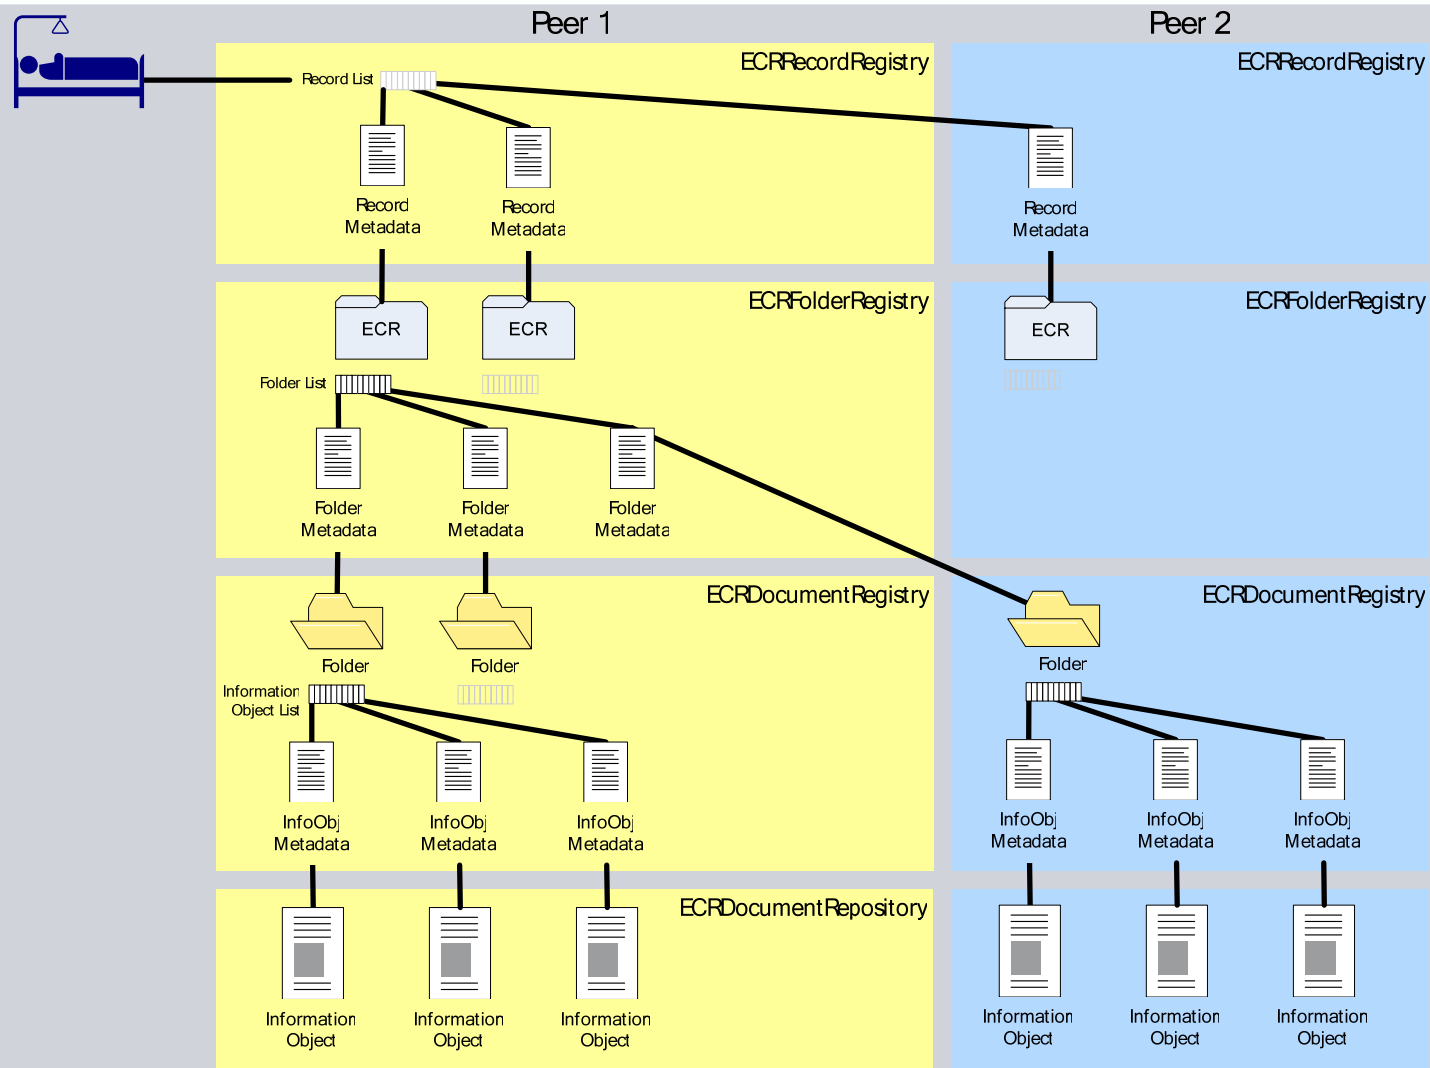 Peer 1
Peer 2
ECRRecordRegistry
ECRRecordRegistry
Record List
Record
Metadata
Record
Metadata
Record
Metadata
ECRFolderRegistry
ECRFolderRegistry
ECR
ECR
ECR
Folder List
Folder
Metadata
Folder
Metadata
Folder
Metadata
ECRDocumentRegistry
ECRDocumentRegistry
Folder
Folder
Folder
Information
Object List
InfoObj
Metadata
InfoObj
Metadata
InfoObj
Metadata
InfoObj
Metadata
InfoObj
Metadata
InfoObj
Metadata
ECRDocumentRepository
Information
Object
Information
Object
Information
Object
Information
Object
Information
Object
Information
Object